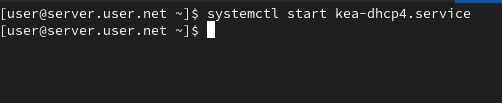 [user@server.user.net ~]$ systemctl start kea-dhcp4.service
[user@server.user.net ~]$